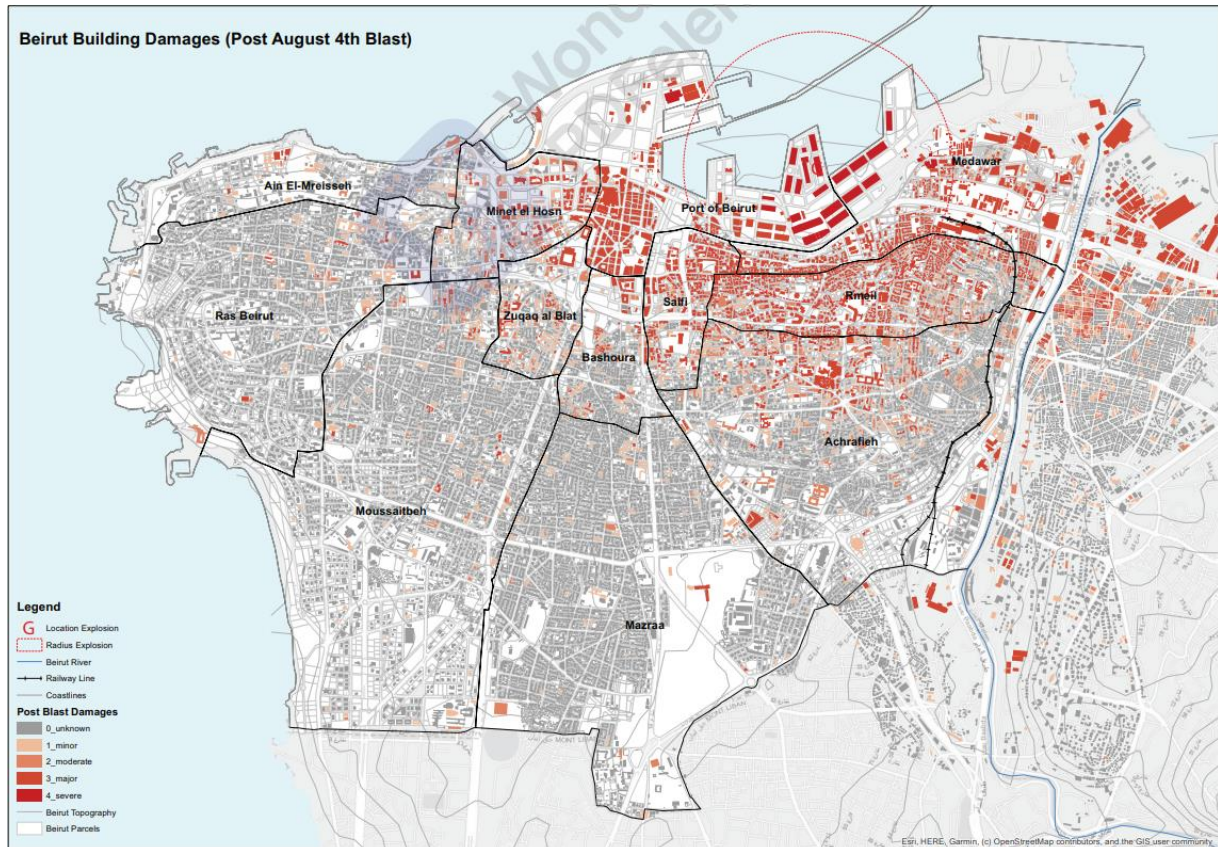 Beirut Building Damages (Post August 4th Blast)
Ain El-Mreisseh
Minet el Hosn
Port of Beirut
Medawar
Ras Beirut
Zuqaq al Blat
Saifi
Rmeil
Bashoura
Achrafieh
Moussaitbeh
Mazraa
Legend
G Location Explosion
Radius Explosion
Beirut River
Railway Line
Coastlines
Post Blast Damages
0_unknown
1_minor
2_moderate
3_major
4_severe
Beirut Topography
Beirut Parcels
Esri, HERE, Garmin, (c) OpenStreetMap contributors, and the GIS user community